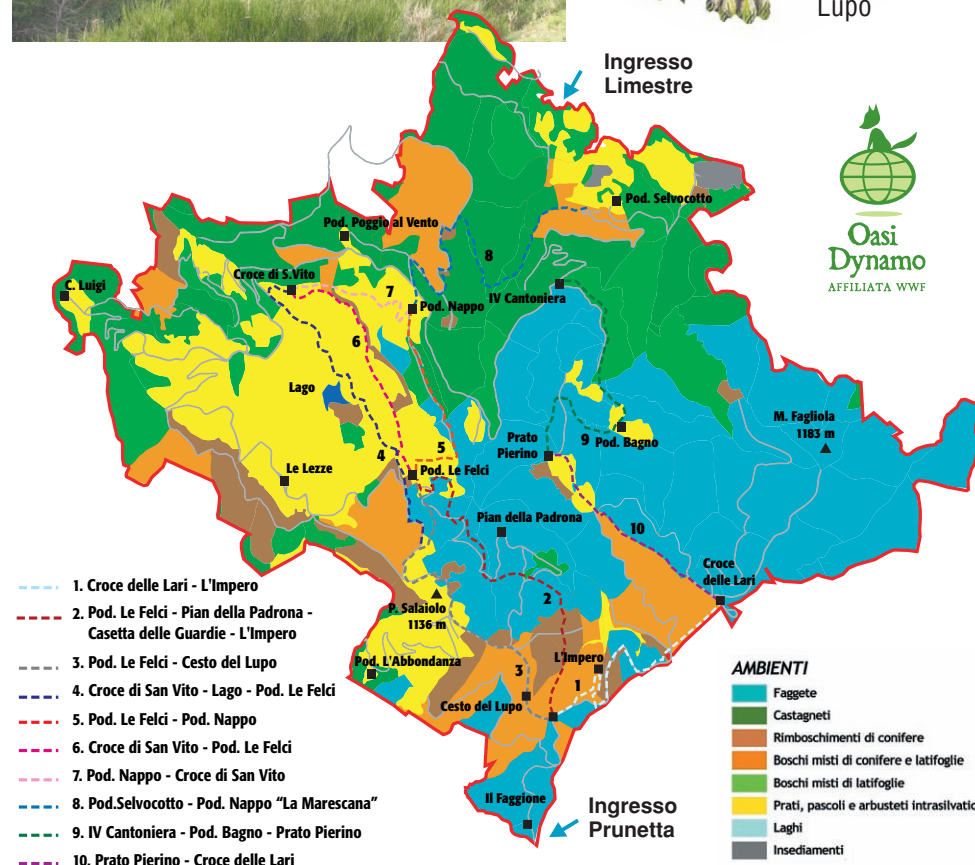 Lupo
Ingresso
Limestre
Oasi
Dynamo
AFFILIATA WWF
Pod. Selvocotto
Pod. Poggio al Vento
8
Croce di S.Vito
C. Luigi
7
IV Cantoniera
Pod. Nappo
6
Lago
M. Fagliola
1183 m
5
Prato
Pierino
9
Pod. Bagno
4
Pod. Le Felci
Le Lezze
Pian della Padrona
10
Croce
delle Lari
2
P. Salaiolo
1136 m
Pod. L'Abbondanza
L'Impero
3
1
Cesto del Lupo
Il Faggione
Ingresso
Prunetta
1. Croce delle Lari - L'Impero
2. Pod. Le Felci - Pian della Padrona -
Casetta delle Guardie - L'Impero
3. Pod. Le Felci - Cesto del Lupo
4. Croce di San Vito - Lago - Pod. Le Felci
5. Pod. Le Felci - Pod. Nappo
6. Croce di San Vito - Pod. Le Felci
7. Pod. Nappo - Croce di San Vito
8. Pod.Selvocotto - Pod. Nappo "La Marescana"
9. IV Cantoniera - Pod. Bagno - Prato Pierino
10. Prato Pierino - Croce delle Lari
AMBIENTI
Faggete
Castagneti
Rimboschimenti di conifere
Boschi misti di conifere e latifoglie
Boschi misti di latifoglie
Prati, pascoli e arbusteti intrasilvatic
Laghi
Insediamenti